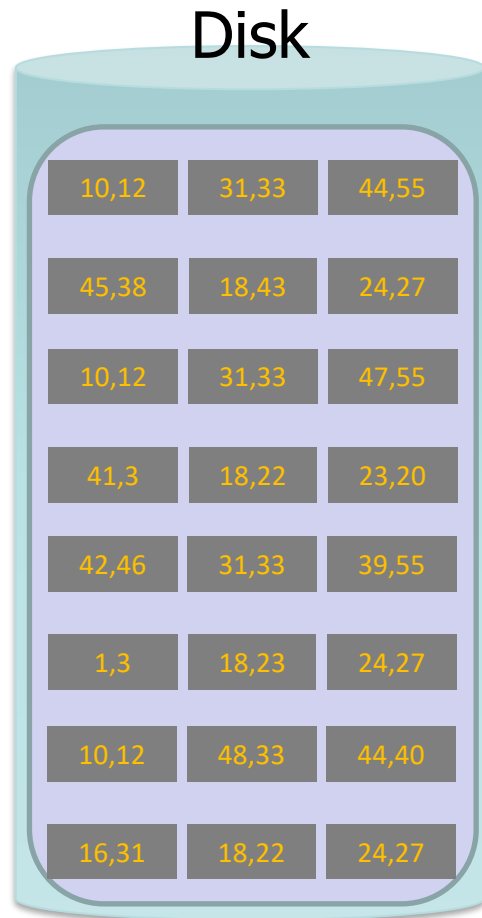 Disk
10,12 31,33 44,55
45,38 18,43 24,27
10,12 31,33 47,55
41,3 18,22 23,20
42,46 31,33 39,55
1,3 18,23 24,27
10,12 48,33 44,40
16,31 18,22 24,27